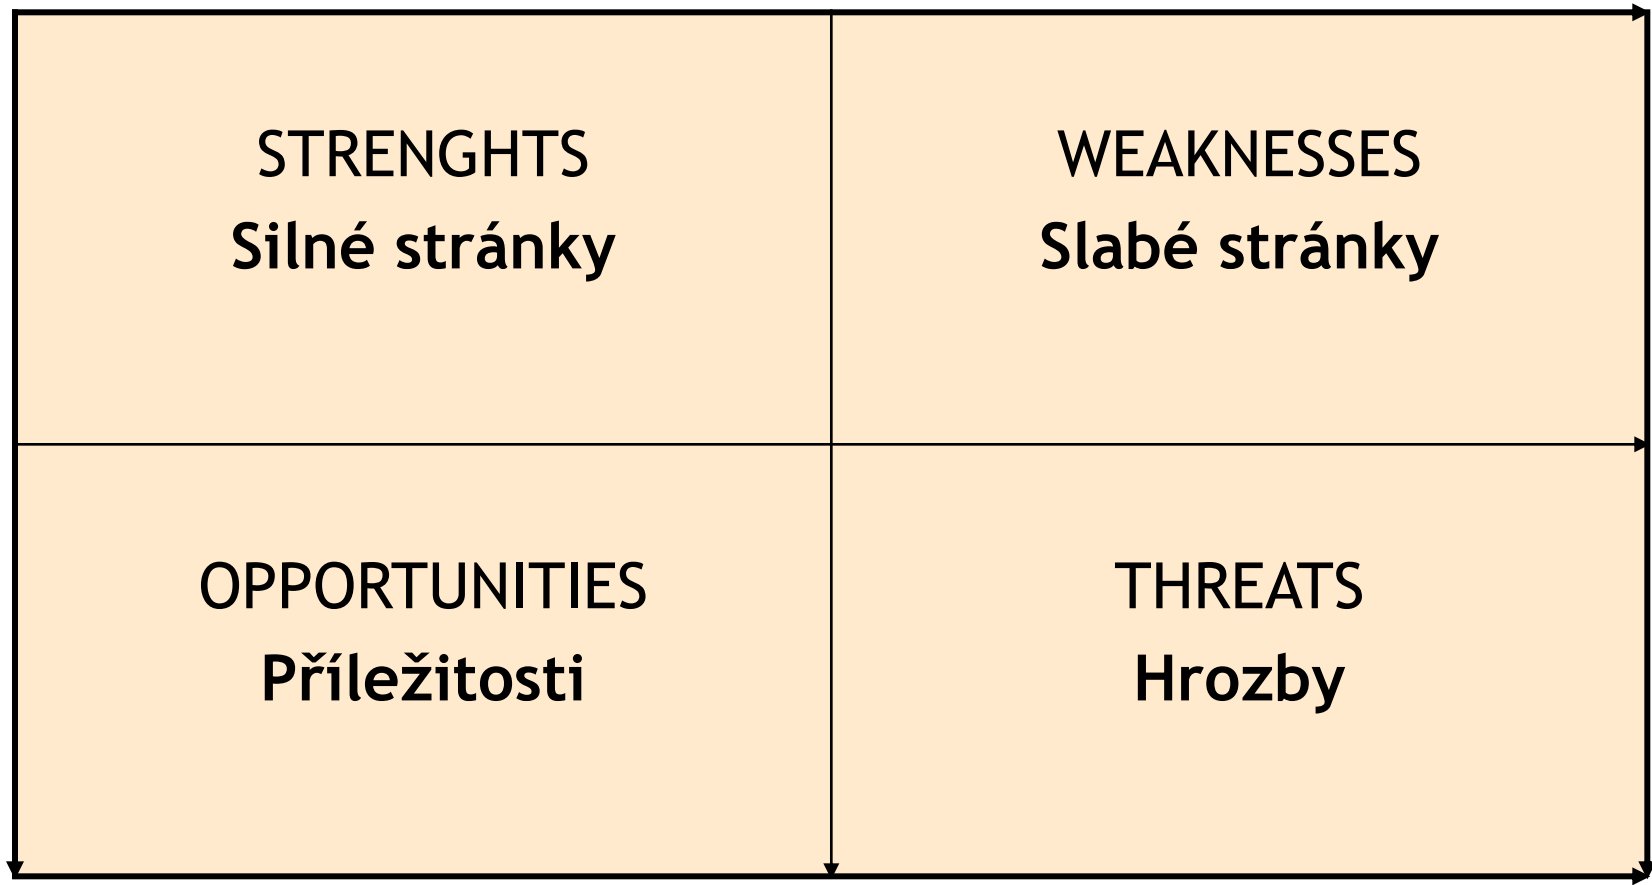 STRENGHTS
Silné stránky
WEAKNESSES
Slabé stránky
OPPORTUNITIES
Příležitosti
THREATS
Hrozby